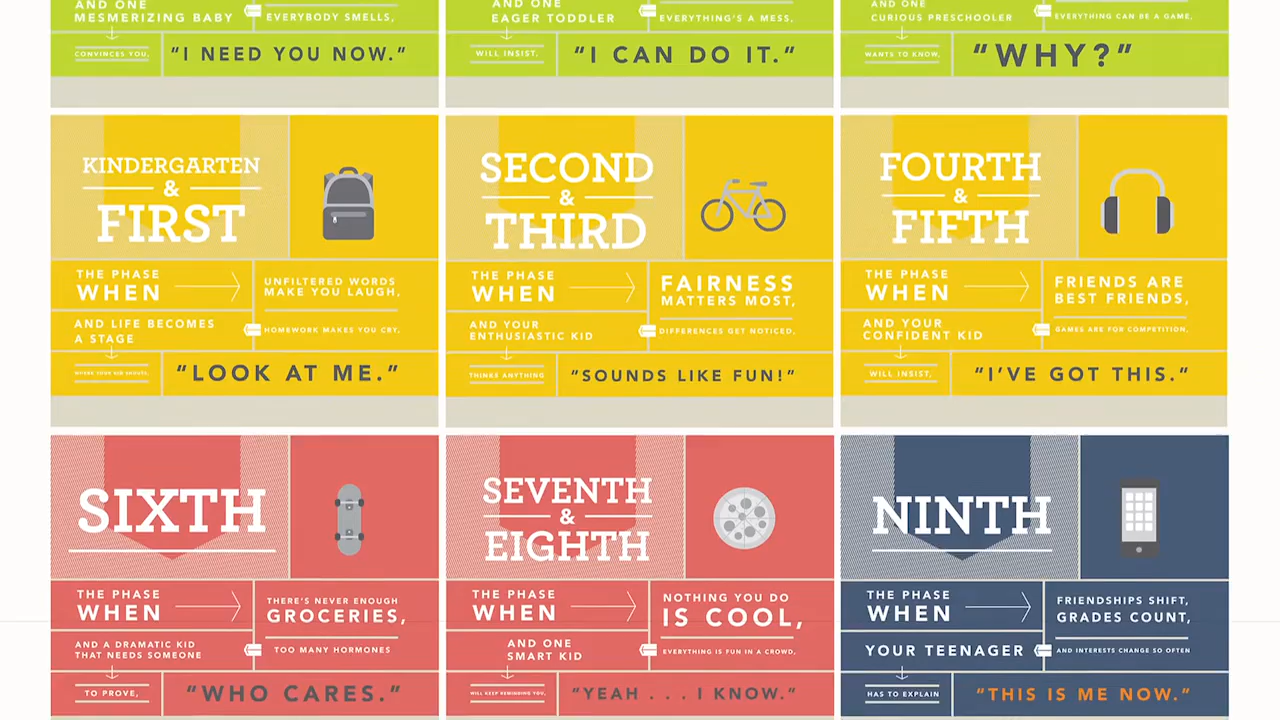 AND ONE
MESMERIZING BABY
EVERYBODY SMELLS,
CONVINCES YOU,
"I NEED YOU NOW."
AND ONE
EAGER TODDLER
EVERYTHING'S A MESS,
WILL INSIST,
"I CAN DO IT."
AND ONE
CURIOUS PRESCHOOLER
EVERYTHING CAN BE A GAME,
WANTS TO KNOW,
"WHY?"
KINDERGARTEN
&
FIRST
THE PHASE
WHEN
UNFILTERED WORDS
MAKE YOU LAUGH,
HOMEWORK MAKES YOU CRY,
AND LIFE BECOMES
A STAGE
WHERE YOUR KID SHOUTS,
"LOOK AT ME."
SECOND
&
THIRD
THE PHASE
WHEN
FAIRNESS
MATTERS MOST,
DIFFERENCES GET NOTICED,
AND YOUR
ENTHUSIASTIC KID
THINKS ANYTHING
"SOUNDS LIKE FUN!"
FOURTH
&
FIFTH
THE PHASE
WHEN
FRIENDS ARE
BEST FRIENDS,
GAMES ARE FOR COMPETITION,
AND YOUR
CONFIDENT KID
WILL INSIST,
"I'VE GOT THIS."
SIXTH
THE PHASE
WHEN
THERE'S NEVER ENOUGH
GROCERIES,
TOO MANY HORMONES
AND A DRAMATIC KID
THAT NEEDS SOMEONE
TO PROVE,
"WHO CARES."
SEVENTH
&
EIGHTH
THE PHASE
WHEN
NOTHING YOU DO
IS COOL,
EVERYTHING IS FUN IN A CROWD,
AND ONE
SMART KID
WILL KEEP REMINDING YOU,
"YEAH . . . I KNOW."
NINTH
THE PHASE
WHEN
FRIENDSHIPS SHIFT,
GRADES COUNT,
AND INTERESTS CHANGE SO OFTEN
YOUR TEENAGER
HAS TO EXPLAIN
"THIS IS ME NOW."